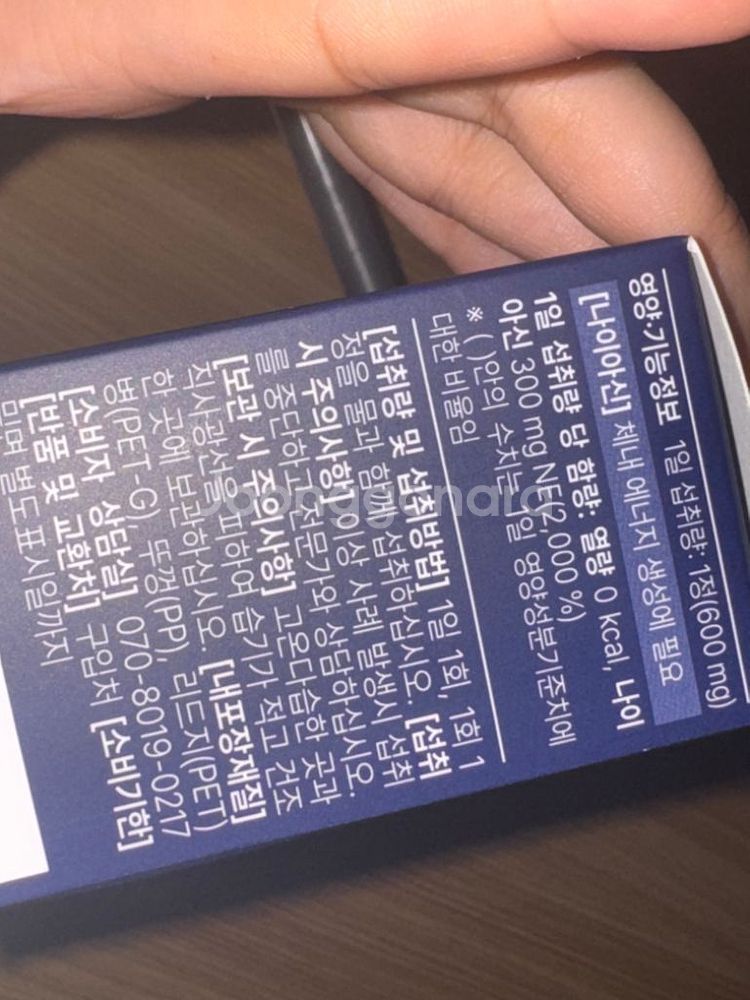 영양·기능 정보 1일 섭취량: 1정(600 mg)
[나이아신] 체내 에너지 생성에 필요
1일 섭취량 당 함량: 열량 0 kcal, 나이
아신 300 mg NE(2,000 %)
※ ( )안의 수치는 1일 영양성분기준치에
대한 비율임
[섭취량 및 섭취방법] 1일 1회, 1회 1
정을 물과 함께 섭취하십시오. [섭취
시 주의사항] 이상 사례 발생시 섭취
를 중단하고 전문가와 상담하십시오.
[보관 시 주의사항] 고온다습한 곳과
직사광선을 피하여 습기가 적고 건조
한 곳에 보관하십시오. [내포장재질]
병(PET-G), 뚜껑(PP), 리드지(PET)
[소비자 상담실] 070-8019-0217
[반품 및 교환처] 구입처 [소비기한]
밑면 별도 표시일까지
Joonggonara